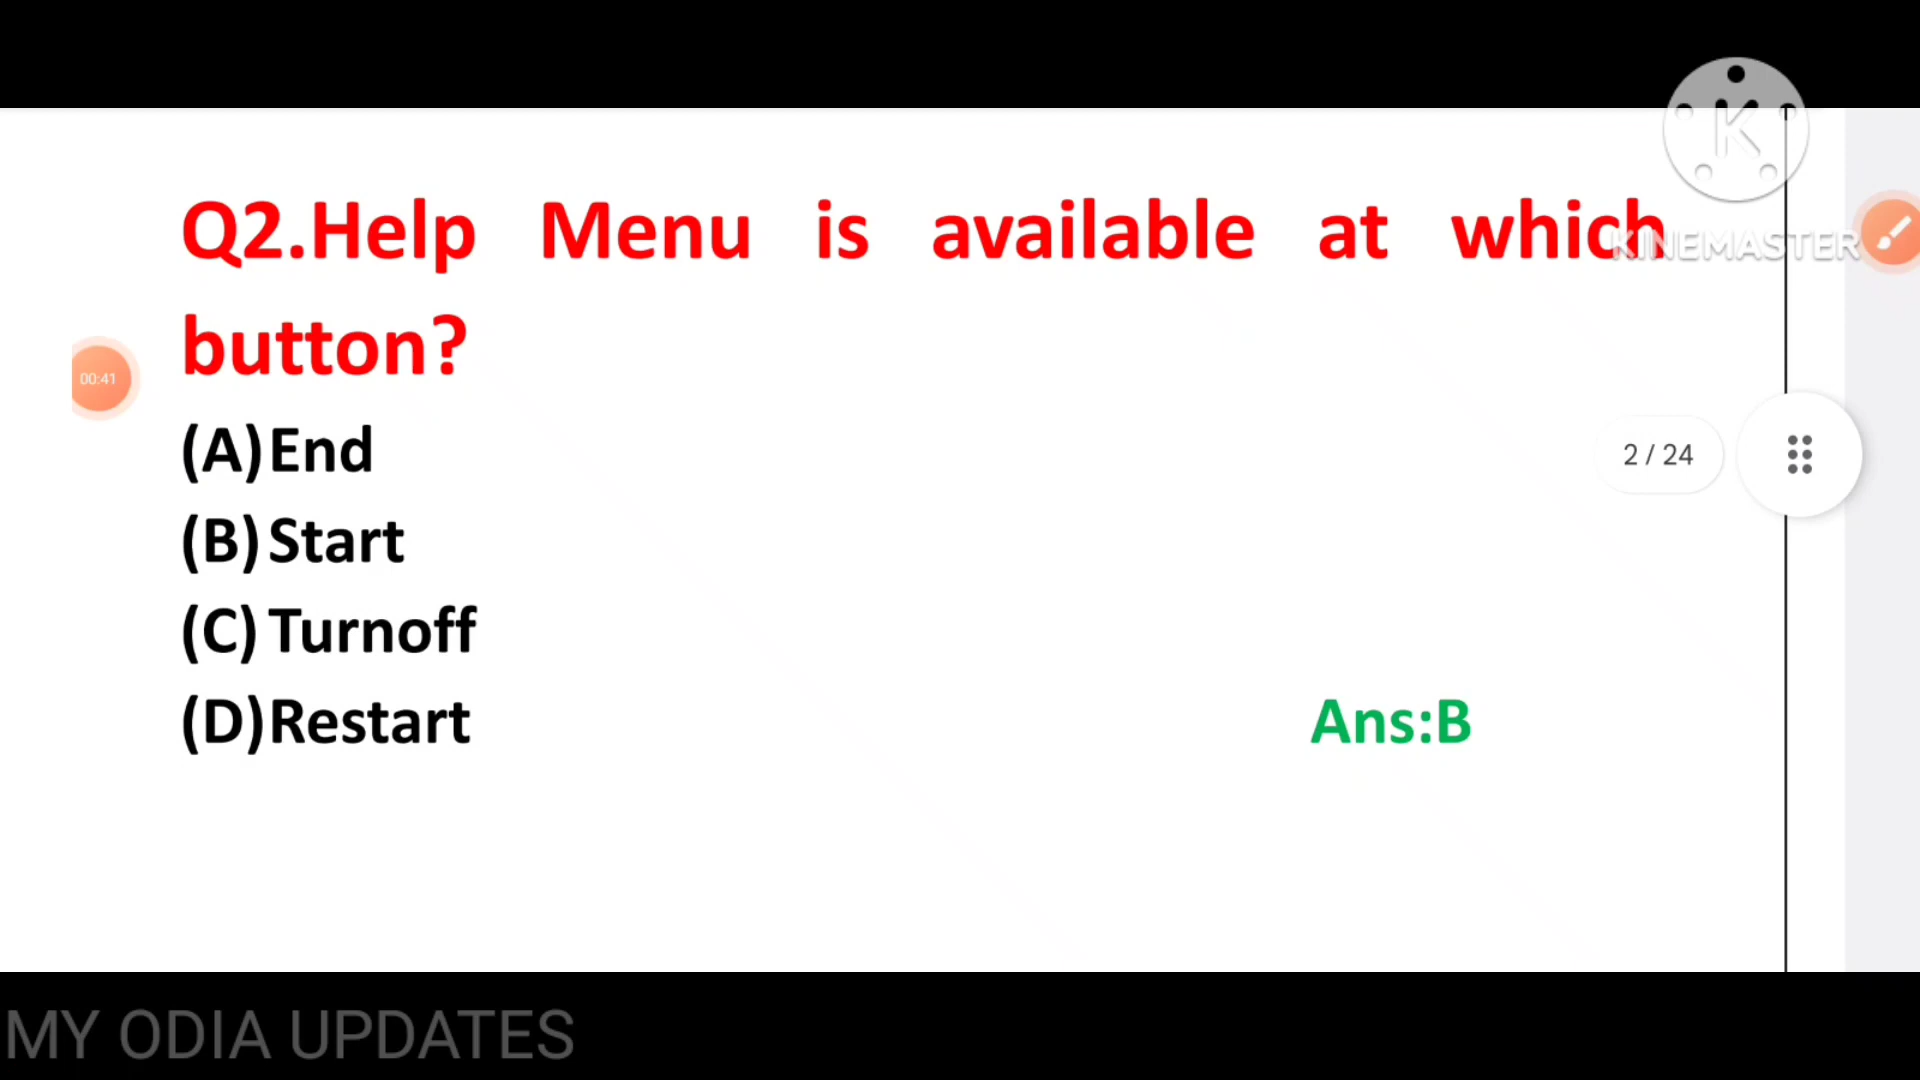 Q2.Help Menu is available at which
KINEMASTER
button?
00:41
(A)End
2 / 24
(B)Start
(C)Turnoff
(D)Restart
Ans:B
MY ODIA UPDATES